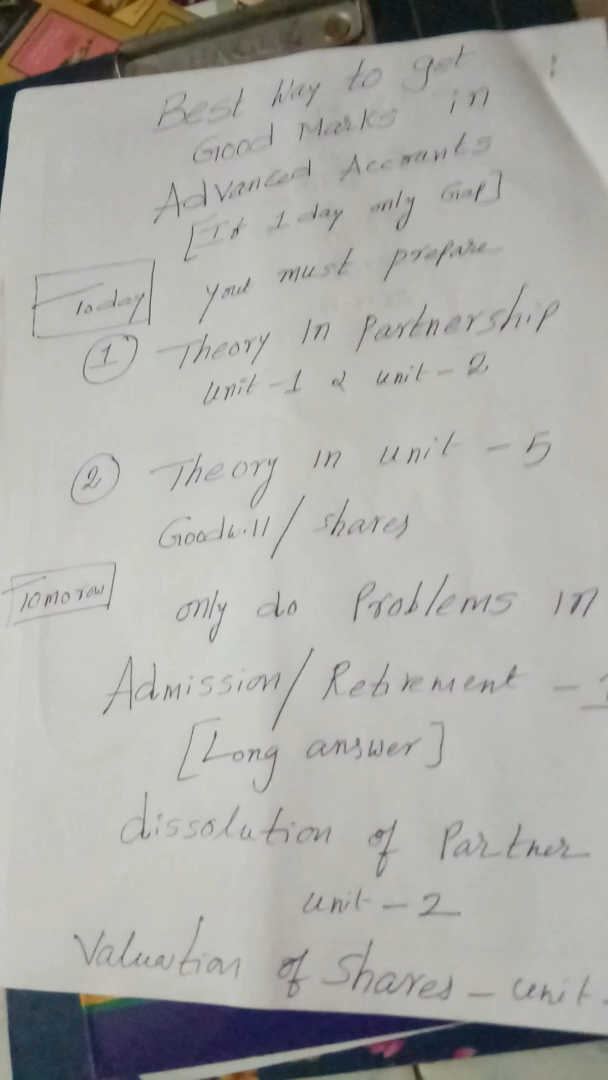 Best Way to get
Good Marks in
Advanced Accounts
[If 1 day only Gap]
Today
you must prepare
① Theory In Partnership
Unit - 1 & unit - 2
② Theory in unit - 5
Goodwill / shares
Tomorow
only do Problems in
Admission / Retirement - 1
[Long answer]
dissolution of Partner
unit - 2
Valuation of Shares - Unit -